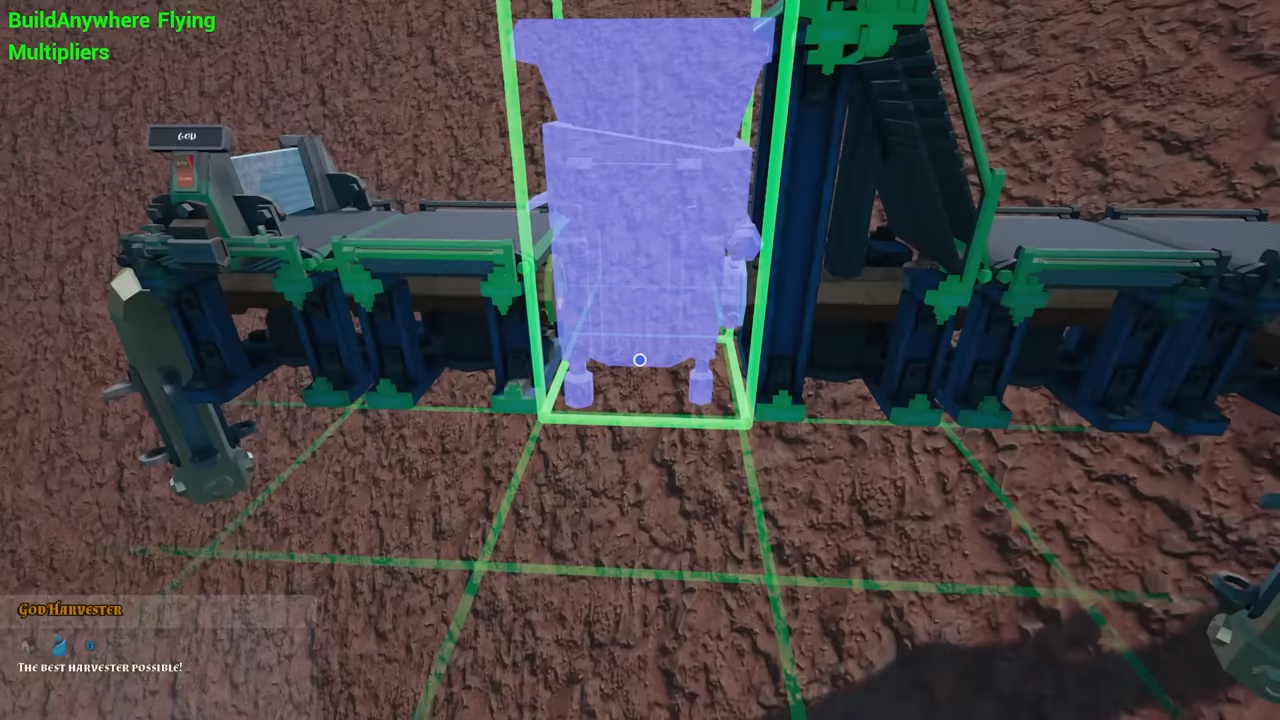 BuildAnywhere Flying
Multipliers
GOD
GodHarvester
The best harvester possible!